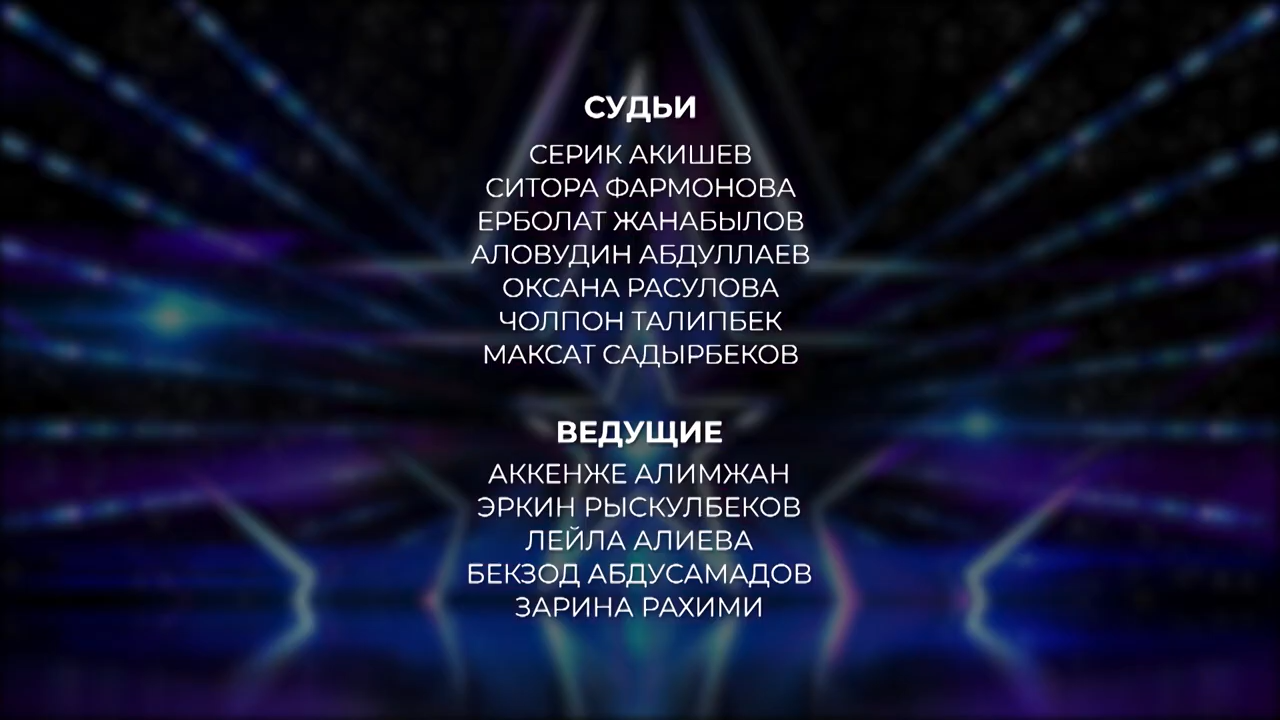 СУДЬИ
СЕРИК АКИШЕВ
СИТОРА ФАРМОНОВА
ЕРБОЛАТ ЖАНАБЫЛОВ
АЛОВУДИН АБДУЛЛАЕВ
ОКСАНА РАСУЛОВА
ЧОЛПОН ТАЛИПБЕК
МАКСАТ САДЫРБЕКОВ
ВЕДУЩИЕ
АККЕНЖЕ АЛИМЖАН
ЭРКИН РЫСКУЛБЕКОВ
ЛЕЙЛА АЛИЕВА
БЕКЗОД АБДУСАМАДОВ
ЗАРИНА РАХИМИ